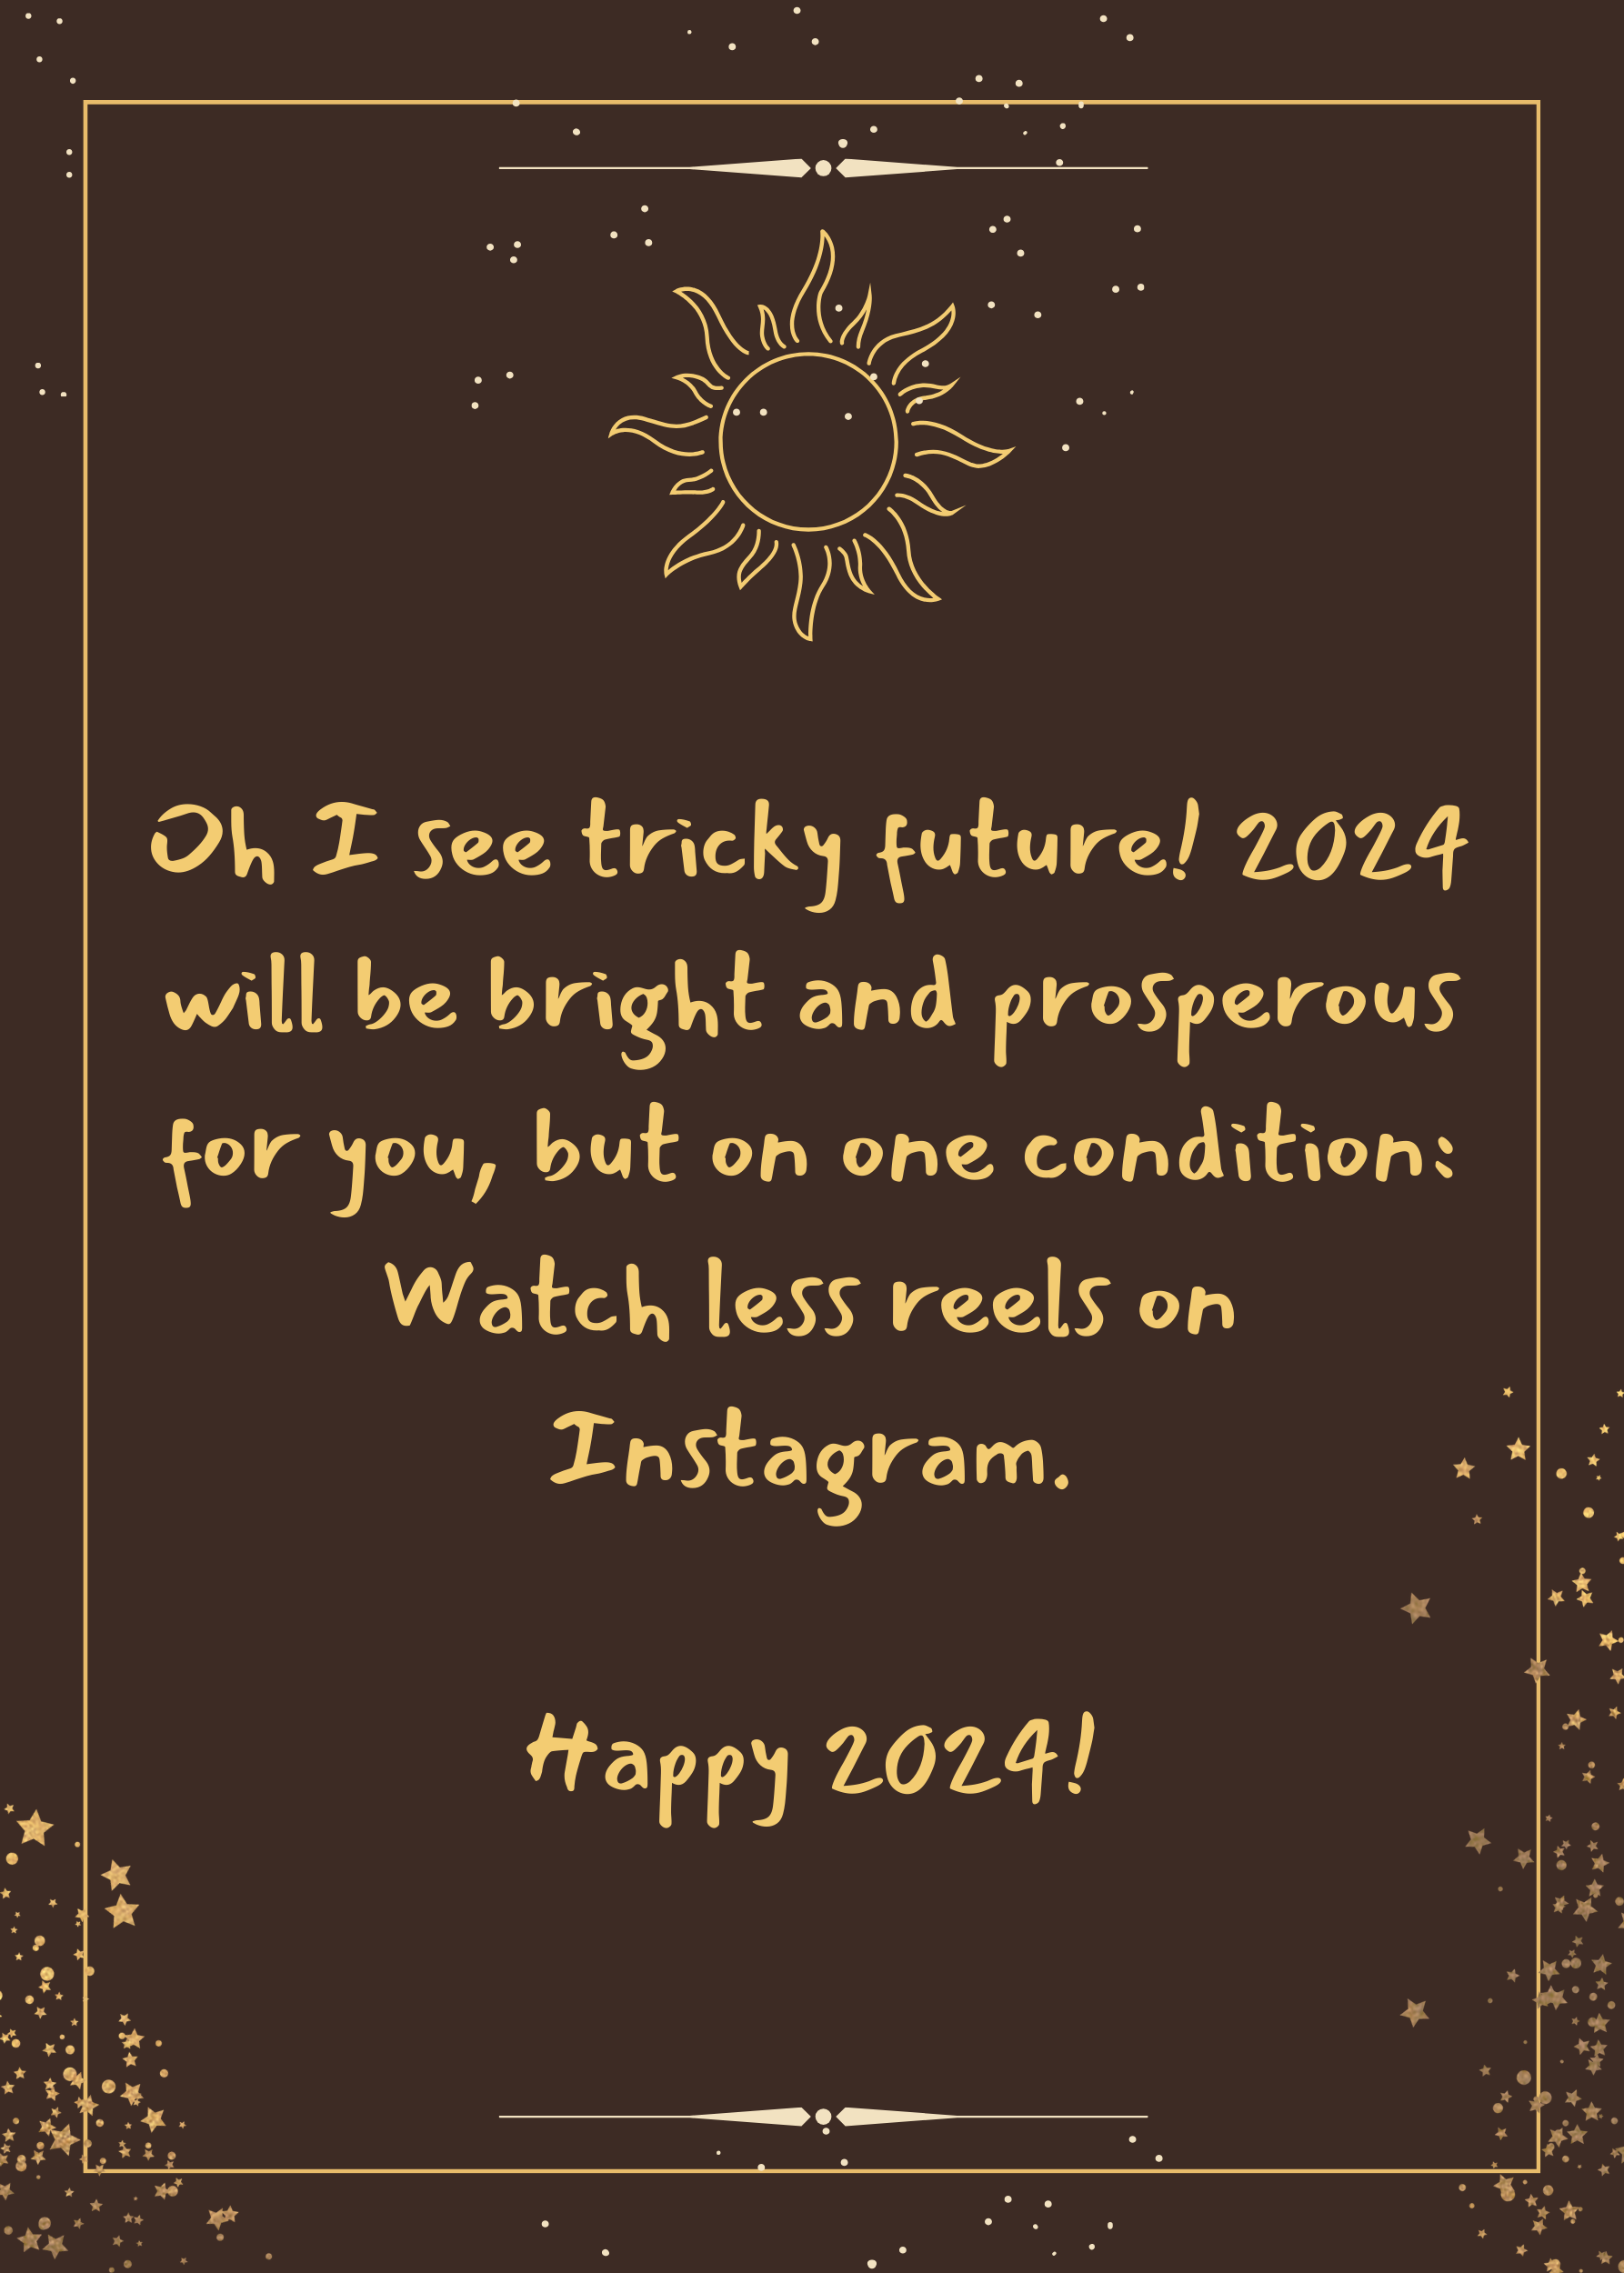 Oh I see tricky future! 2024
will be bright and prosperous
for you, but on one condition:
Watch less reels on
Instagram.
Happy 2024!